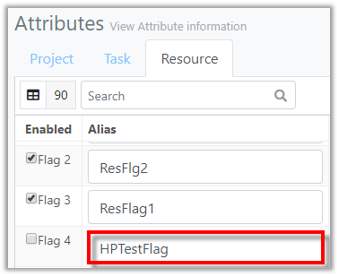 Attributes View Attribute information
Project Task Resource
90 Search
Enabled Alias
Flag 2 ResFlg2
Flag 3 ResFlag1
Flag 4 HPTestFlag